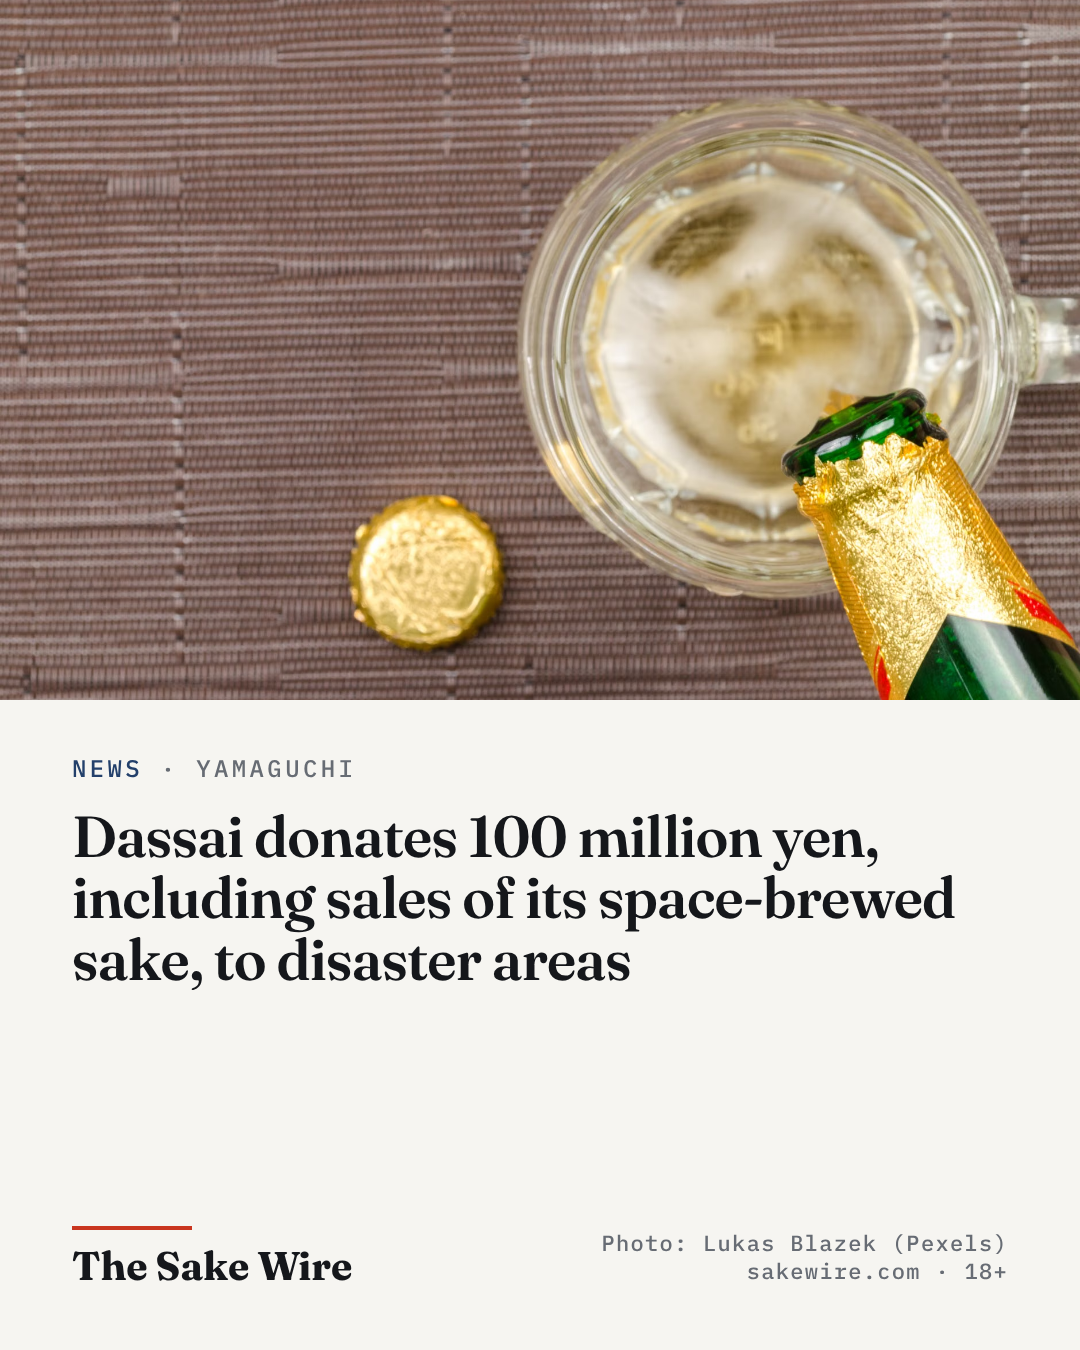 NEWS · YAMAGUCHI
Dassai donates 100 million yen,
including sales of its space-brewed
sake, to disaster areas
The Sake Wire
Photo: Lukas Blazek (Pexels)
sakewire.com · 18+